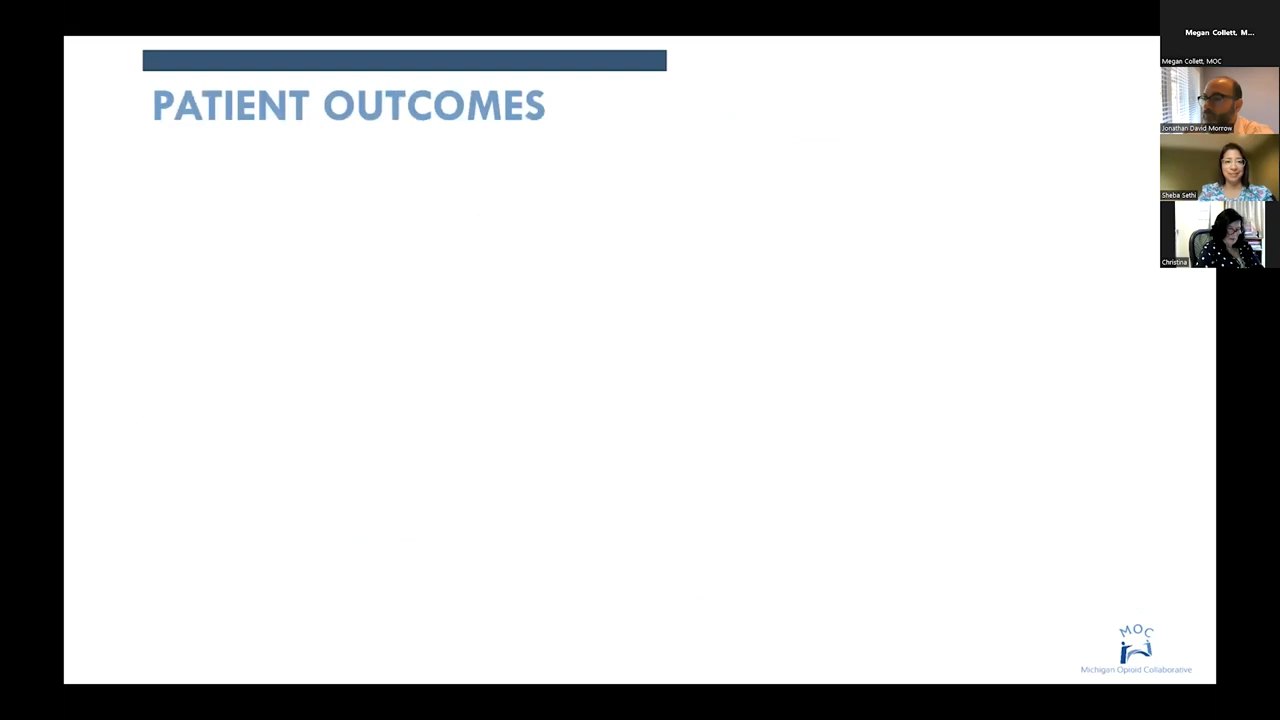 PATIENT OUTCOMES
Megan Collett, M...
Megan Collett, MOC
Jonathan David Morrow
Sheba Sethi
Christina
MOC
Michigan Opioid Collaborative